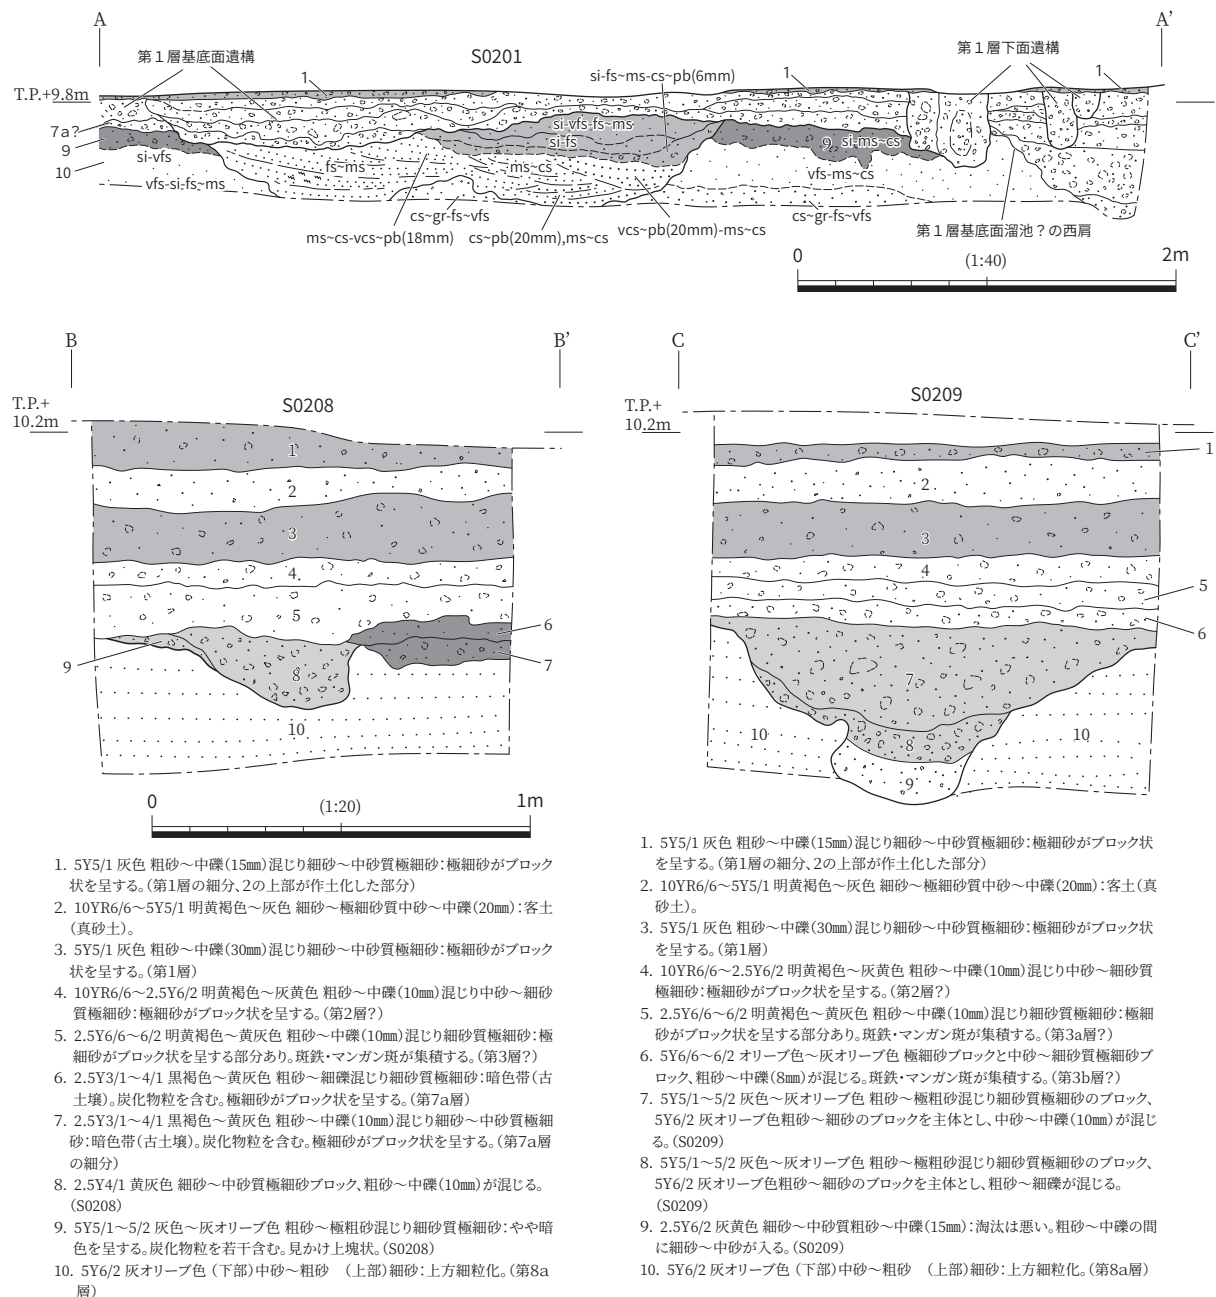 A
A’
第１層基底面遺構
S0201
第１層下面遺構
si-fs~ms-cs~pb(6mm)
1
1
1
T.P.+9.8m
7a?
9
10
si-vfs-fs~ms
si-fs
9
si-ms~cs
si-vfs
fs~ms
ms~cs
vfs-ms~cs
vfs-si-fs~ms
cs~gr-fs~vfs
cs~gr-fs~vfs
ms~cs-vcs~pb(18mm)
cs~pb(20mm),ms~cs
vcs~pb(20mm)-ms~cs
第１層基底面溜池？の西肩
0
(1:40)
2m
B
B’
T.P.+
10.2m
S0208
1
2
3
4
5
6
7
8
9
10
0
(1:20)
1m
C
C’
T.P.+
10.2m
S0209
1
2
3
4
5
6
7
8
9
10
10
1. 5Y5/1 灰色 粗砂～中礫（15㎜）混じり細砂～中砂質極細砂：極細砂がブロック
状を呈する。（第1層の細分、2の上部が作土化した部分）
2. 10YR6/6～5Y5/1 明黄褐色～灰色 細砂～極細砂質中砂～中礫（20㎜）：客土
（真砂土）。
3. 5Y5/1 灰色 粗砂～中礫（30㎜）混じり細砂～中砂質極細砂：極細砂がブロック
状を呈する。（第1層）
4. 10YR6/6～2.5Y6/2 明黄褐色～灰黄色 粗砂～中礫（10㎜）混じり中砂～細砂
質極細砂：極細砂がブロック状を呈する。（第2層？）
5. 2.5Y6/6～6/2 明黄褐色～黄灰色 粗砂～中礫（10㎜）混じり細砂質極細砂：極
細砂がブロック状を呈する部分あり。斑鉄・マンガン斑が集積する。（第3層？）
6. 2.5Y3/1～4/1 黒褐色～黄灰色 粗砂～細礫混じり細砂質極細砂：暗色帯（古
土壌）。炭化物粒を含む。極細砂がブロック状を呈する。（第7a層）
7. 2.5Y3/1～4/1 黒褐色～黄灰色 粗砂～中礫（10㎜）混じり細砂～中砂質極細
砂：暗色帯（古土壌）。炭化物粒を含む。極細砂がブロック状を呈する。（第7a層
の細分）
8. 2.5Y4/1 黄灰色 細砂～中砂質極細砂ブロック、粗砂～中礫（10㎜）が混じる。
（S0208）
9. 5Y5/1～5/2 灰色～灰オリーブ色 粗砂～極粗砂混じり細砂質極細砂：やや暗
色を呈する。炭化物粒を若干含む。見かけ上塊状。（S0208）
10. 5Y6/2 灰オリーブ色 （下部）中砂～粗砂　（上部）細砂：上方細粒化。（第8a
層）
1. 5Y5/1 灰色 粗砂～中礫（15㎜）混じり細砂～中砂質極細砂：極細砂がブロック状
を呈する。（第1層の細分、2の上部が作土化した部分）
2. 10YR6/6～5Y5/1 明黄褐色～灰色 細砂～極細砂質中砂～中礫（20㎜）：客土（真
砂土）。
3. 5Y5/1 灰色 粗砂～中礫（30㎜）混じり細砂～中砂質極細砂：極細砂がブロック状
を呈する。（第1層）
4. 10YR6/6～2.5Y6/2 明黄褐色～灰黄色 粗砂～中礫（10㎜）混じり中砂～細砂質
極細砂：極細砂がブロック状を呈する。（第2層？）
5. 2.5Y6/6～6/2 明黄褐色～黄灰色 粗砂～中礫（10㎜）混じり細砂質極細砂：極細
砂がブロック状を呈する部分あり。斑鉄・マンガン斑が集積する。（第3a層？）
6. 5Y6/6～6/2 オリーブ色～灰オリーブ色 極細砂ブロックと中砂～細砂質極細砂ブ
ロック、粗砂～中礫（8㎜）が混じる。斑鉄・マンガン斑が集積する。（第3b層？）
7. 5Y5/1～5/2 灰色～灰オリーブ色 粗砂～極粗砂混じり細砂質極細砂のブロック、
5Y6/2 灰オリーブ色粗砂～細砂のブロックを主体とし、中砂～中礫（10㎜）が混じ
る。（S0209）
8. 5Y5/1～5/2 灰色～灰オリーブ色 粗砂～極粗砂混じり細砂質極細砂のブロック、
5Y6/2 灰オリーブ色粗砂～細砂のブロックを主体とし、粗砂～細礫が混じる。
（S0209）
9. 2.5Y6/2 灰黄色 細砂～中砂質粗砂～中礫（15㎜）：淘汰は悪い。粗砂～中礫の間
に細砂～中砂が入る。（S0209）
10. 5Y6/2 灰オリーブ色 （下部）中砂～粗砂　（上部）細砂：上方細粒化。（第8a層）